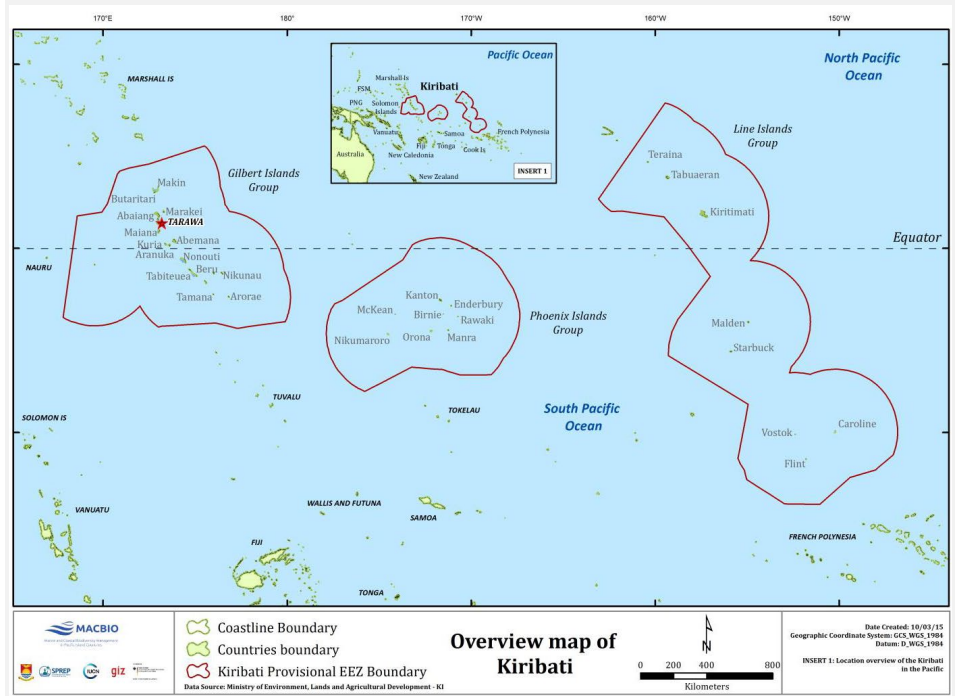 170°E
180°
170°W
160°W
150°W
MARSHALL IS
North Pacific
Ocean
Pacific Ocean
Marshall Is
FSM
Kiribati
PNG
Solomon
Islands
Vanuatu
Samoa
French Polynesia
Fiji
Tonga
Cook Is
New Caledonia
Australia
New Zealand
INSERT 1
Line Islands
Group
Teraina
Tabuaeran
Kiritimati
Gilbert Islands
Group
Makin
Butaritari
Abaiang
Marakei
TARAWA
Maiana
Kuria
Abemana
Aranuka
Nonouti
Beru
Nikunau
Tabiteuea
Tamana
Arorae
Equator
NAURU
Kanton
McKean
Enderbury
Birnie
Rawaki
Nikumaroro
Orona
Manra
Phoenix Islands
Group
Malden
Starbuck
Caroline
Vostok
Flint
TUVALU
TOKELAU
South Pacific
Ocean
SOLOMON IS
VANUATU
WALLIS AND FUTUNA
SAMOA
FIJI
TONGA
FRENCH POLYNESIA
MACBIO
SPREP
IUCN
giz
Coastline Boundary
Countries boundary
Kiribati Provisional EEZ Boundary
Data Source: Ministry of Environment, Lands and Agricultural Development - KI
Overview map of
Kiribati
N
0 200 400 800
Kilometers
Date Created: 10/03/15
Geographic Coordinate System: GCS_WGS_1984
Datum: D_WGS_1984
INSERT 1: Location overview of the Kiribati
in the Pacific